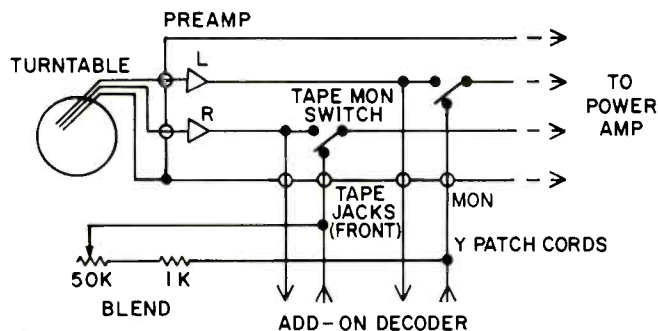 PREAMP
L
TURNTABLE
R
TAPE MON
SWITCH
TO
POWER
AMP
TAPE
JACKS
(FRONT)
MON
Y PATCH CORDS
50K
1K
BLEND
ADD-ON DECODER